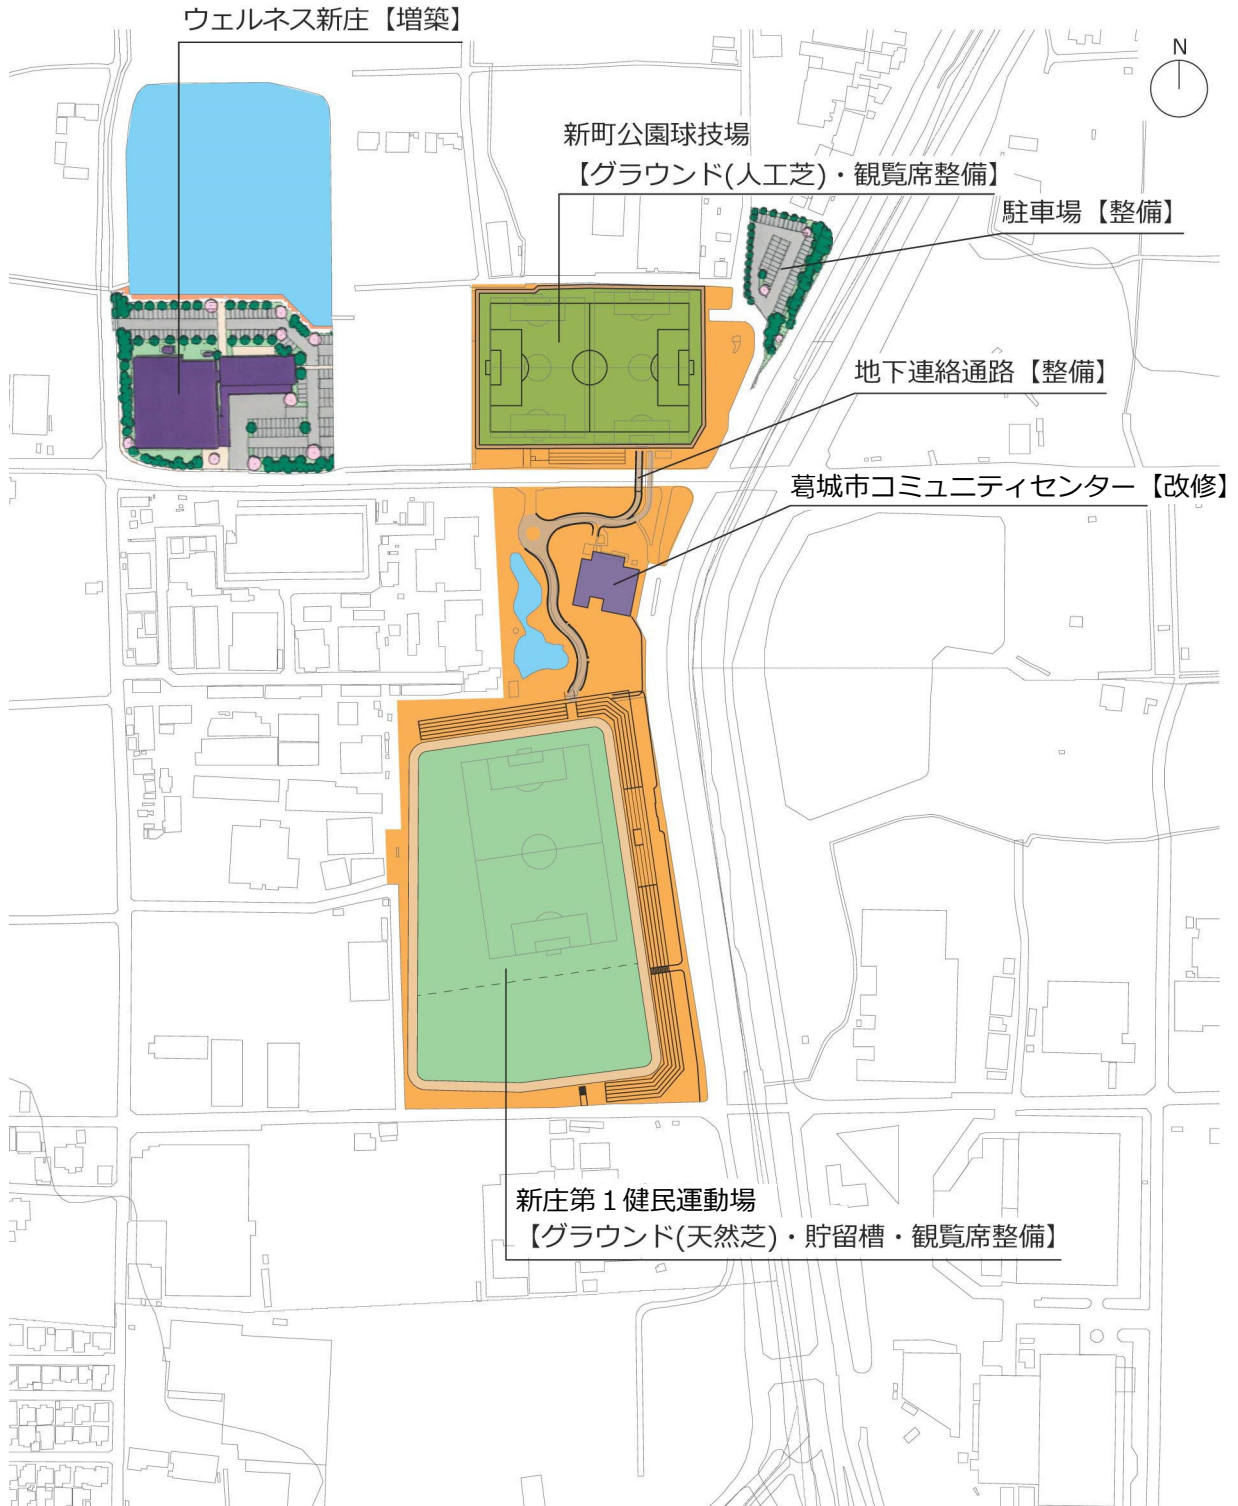 ウェルネス新庄【増築】
N
新町公園球技場
【グラウンド(人工芝)・観覧席整備】
駐車場【整備】
地下連絡通路【整備】
葛城市コミュニティセンター【改修】
新庄第１健民運動場
【グラウンド(天然芝)・貯留槽・観覧席整備】